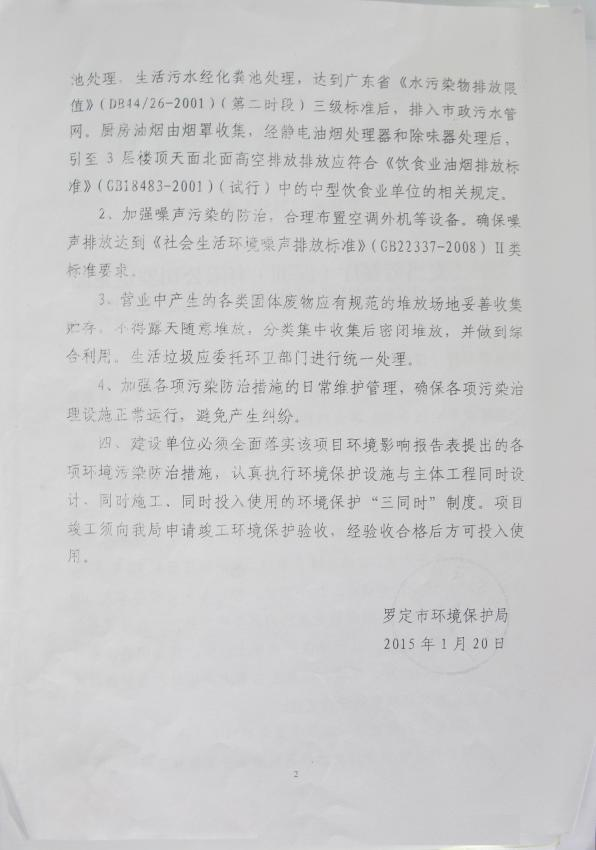 池处理。生活污水经化粪池处理，达到广东省《水污染物排放限
值》(DB44/26-2001)(第二时段)三级标准后，排入市政污水管
网。厨房油烟由烟罩收集，经静电油烟处理器和除味器处理后，
引至 3 层楼顶天面北面高空排放排放应符合《饮食业油烟排放标
准》(GB18483-2001)(试行)中的中型饮食业单位的相关规定。
2、加强噪声污染的防治，合理布置空调外机等设备。确保噪
声排放达到《社会生活环境噪声排放标准》(GB22337-2008) II类
标准要求。
3、营业中产生的各类固体废物应有规范的堆放场地妥善收集
贮存。不得露天随意堆放，分类集中收集后密闭堆放，并做到综
合利用。生活垃圾应委托环卫部门进行统一处理。
4、加强各项污染防治措施的日常维护管理，确保各项污染治
理设施正常运行，避免产生纠纷。
四、建设单位必须全面落实该项目环境影响报告表提出的各
项环境污染防治措施，认真执行环境保护设施与主体工程同时设
计、同时施工、同时投入使用的环境保护“三同时”制度。项目
竣工须向我局申请竣工环境保护验收，经验收合格后方可投入使
用。
罗定市环境保护局
2015 年 1 月 20 日
2